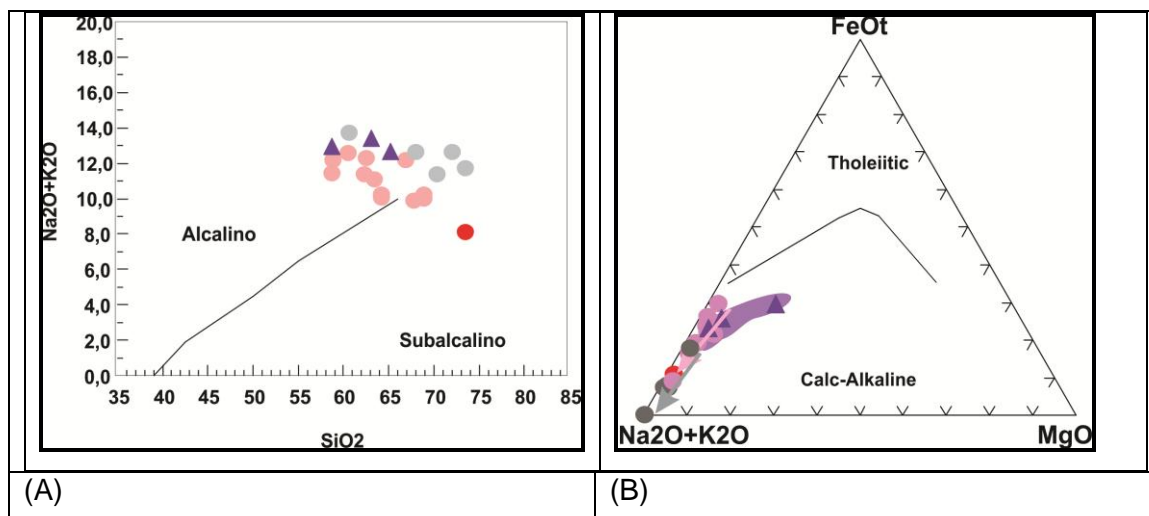 20,0
18,0
16,0
14,0
12,0
10,0
8,0
6,0
4,0
2,0
0,0
Na2O+K2O
Alcalino
Subalcalino
35 40 45 50 55 60 65 70 75 80 85
SiO2
FeOt
Tholeiitic
Calc-Alkaline
Na2O+K2O MgO
(A) (B)